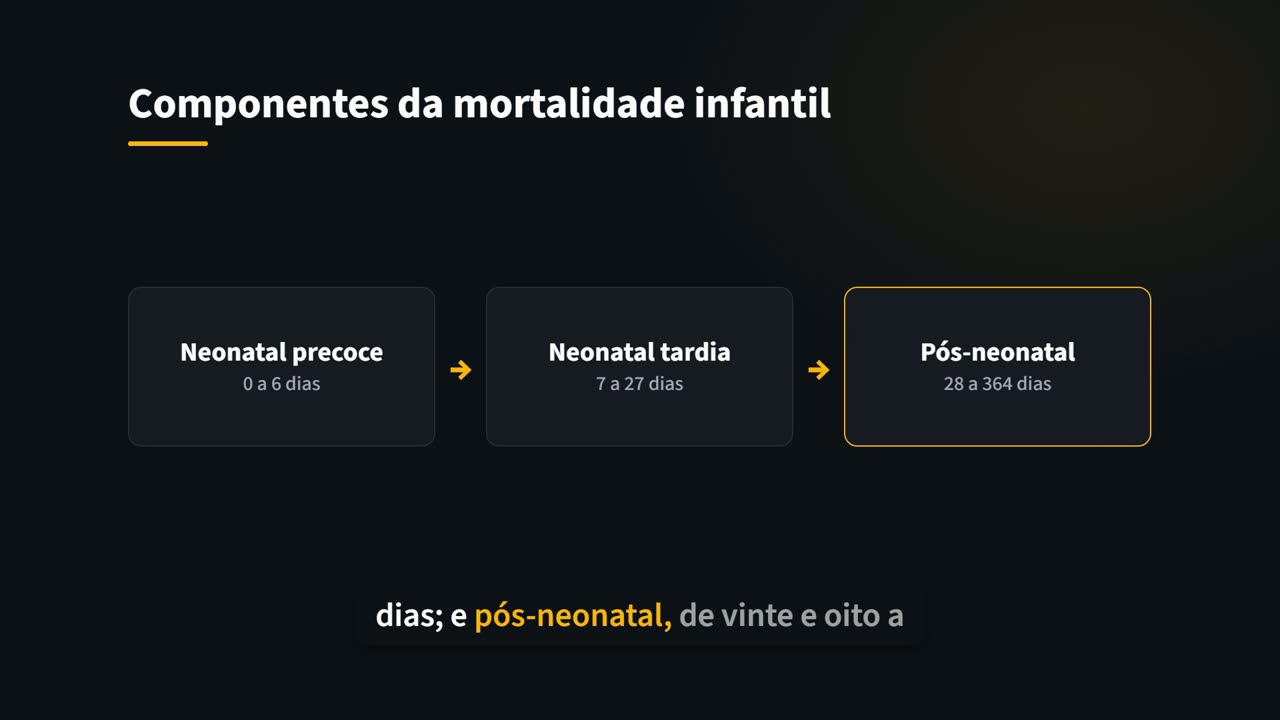 Componentes da mortalidade infantil
Neonatal precoce
0 a 6 dias
Neonatal tardia
7 a 27 dias
Pós-neonatal
28 a 364 dias
dias; e pós-neonatal, de vinte e oito a